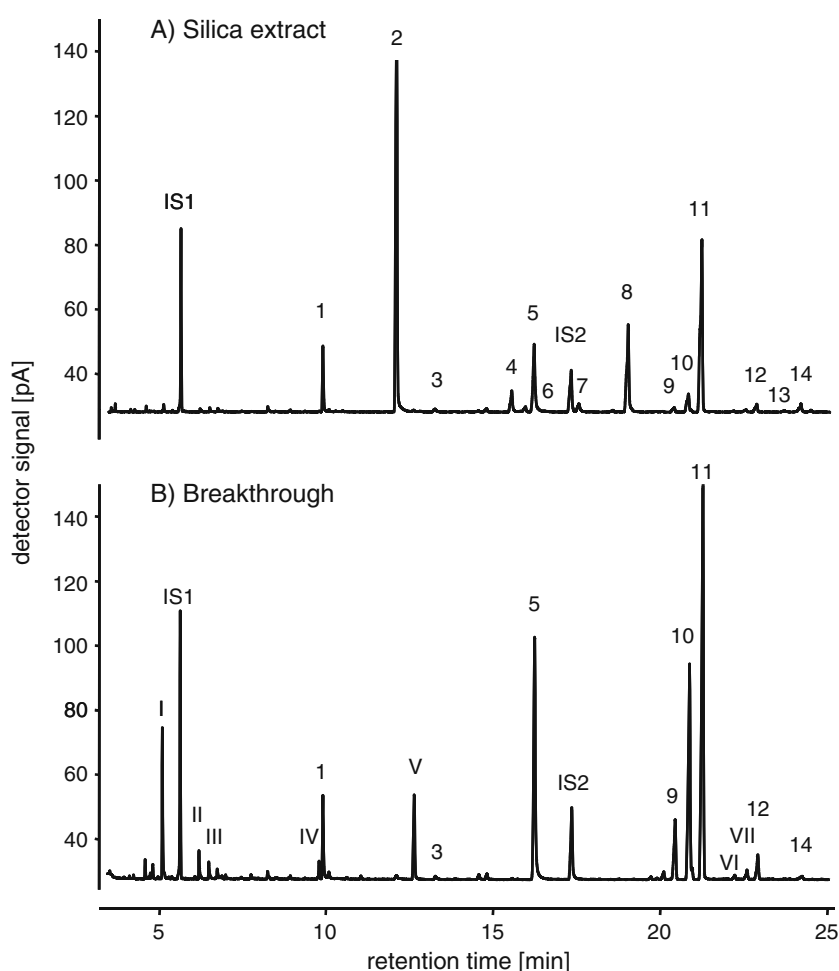 A) Silica extract
140
120
100
80
60
40
IS1
1
2
3
4
5
6
IS2
7
8
9
10
11
12
13
14
detector signal [pA]
B) Breakthrough
140
120
100
80
60
40
I
IS1
II
III
IV
1
V
3
5
IS2
9
10
11
VI
VII
12
14
5 10 15 20 25
retention time [min]